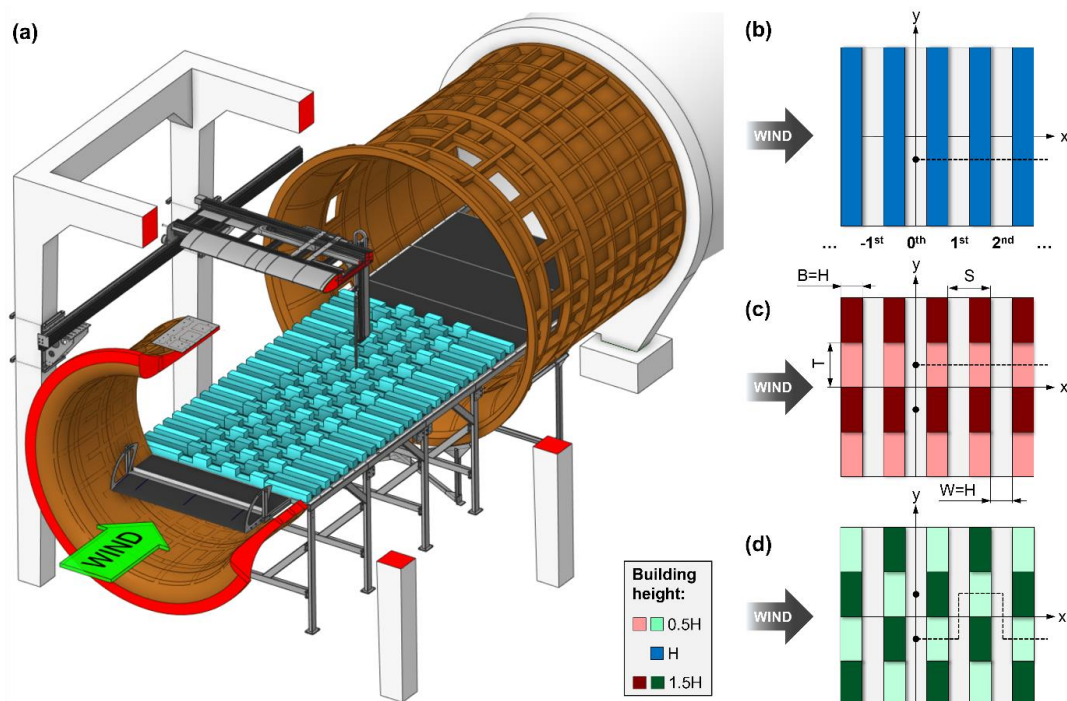 (a)
WIND
Building
height:
0.5H
H
1.5H
(b)
y
WIND
x
... -1st 0th 1st 2nd ...
y
B=H
S
(c)
T
WIND
x
W=H
y
(d)
WIND
x